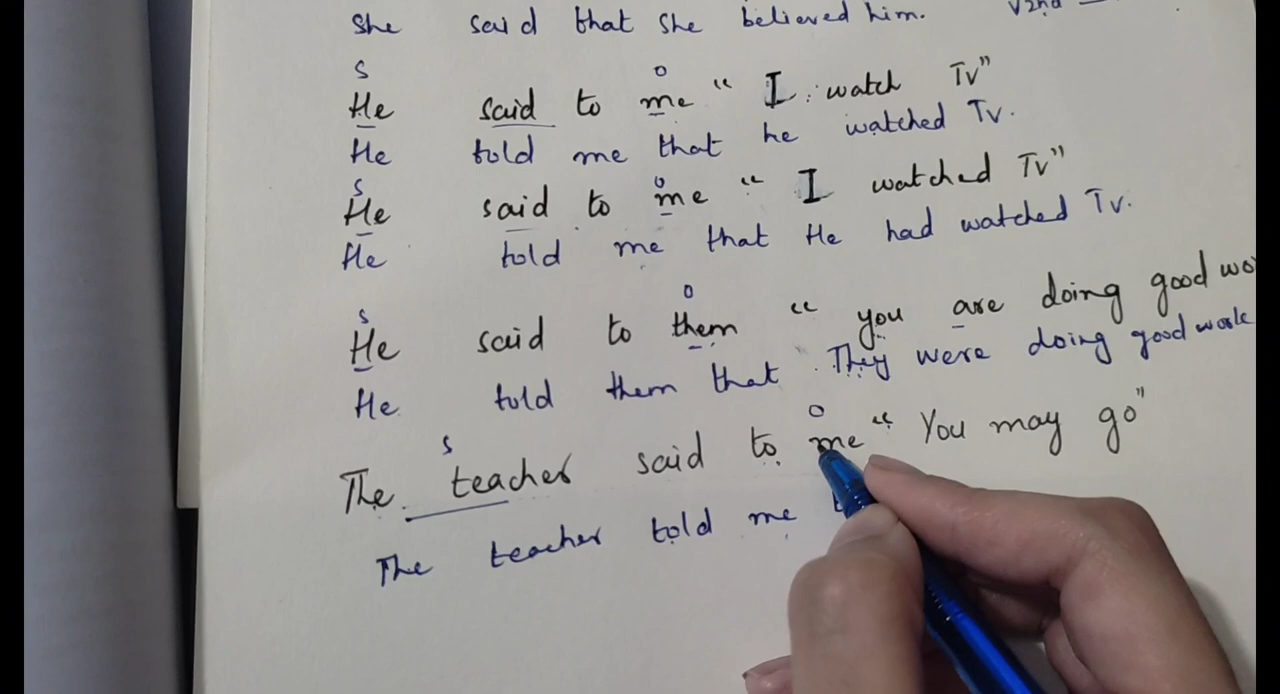 She said that she believed him. V2nd
S O
He said to me “ I watch Tv”
He told me that he watched Tv.
S O
He said to me “ I watched Tv”
He told me that He had watched Tv.
S O
He said to them “ you are doing good
He told them that They were doing good work
S O
The teacher said to me “ You may go”
The teacher told me